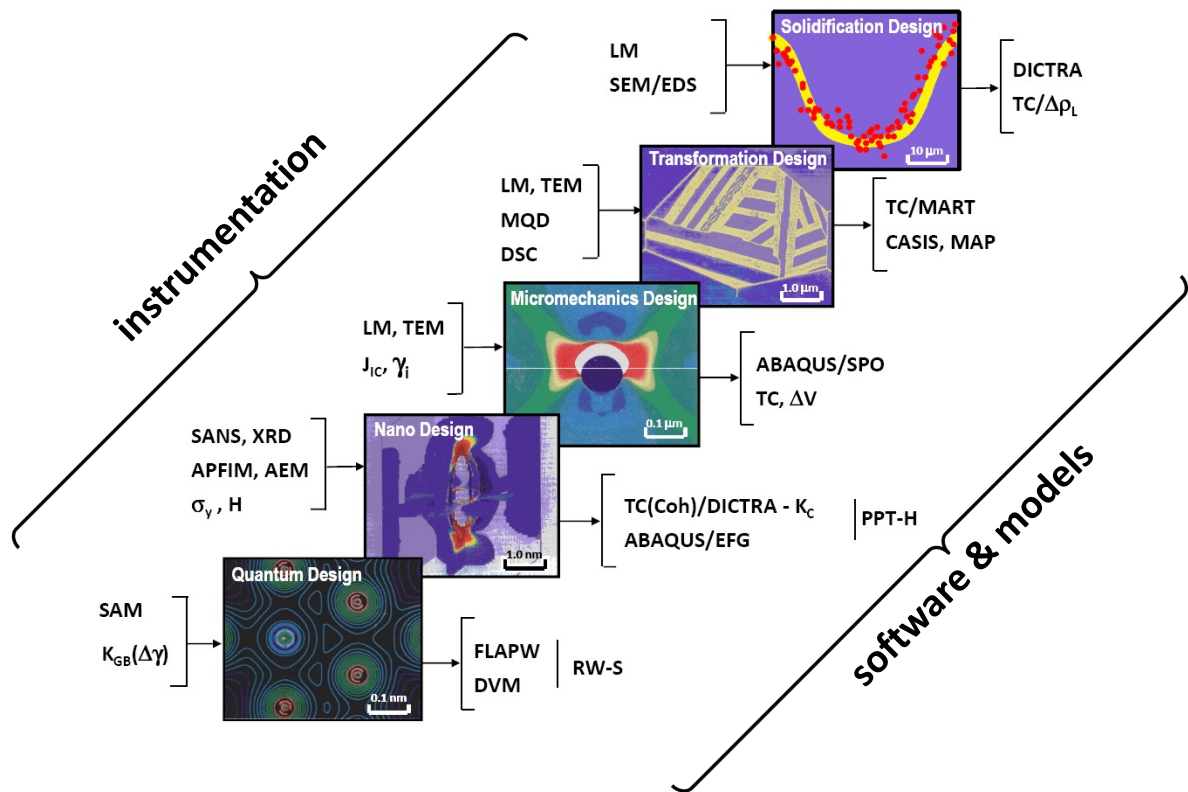 instrumentation
LM
SEM/EDS
Solidification Design
10 μm
DICTRA
TC/Δρ_L
LM, TEM
MQD
DSC
Transformation Design
1.0 μm
TC/MART
CASIS, MAP
LM, TEM
J_IC, γ_i
Micromechanics Design
0.1 μm
ABAQUS/SPO
TC, ΔV
SANS, XRD
APFIM, AEM
σ_y , H
Nano Design
1.0 nm
TC(Coh)/DICTRA - K_C
ABAQUS/EFG
PPT-H
SAM
K_GB(Δγ)
Quantum Design
0.1 nm
FLAPW
DVM
RW-S
software & models